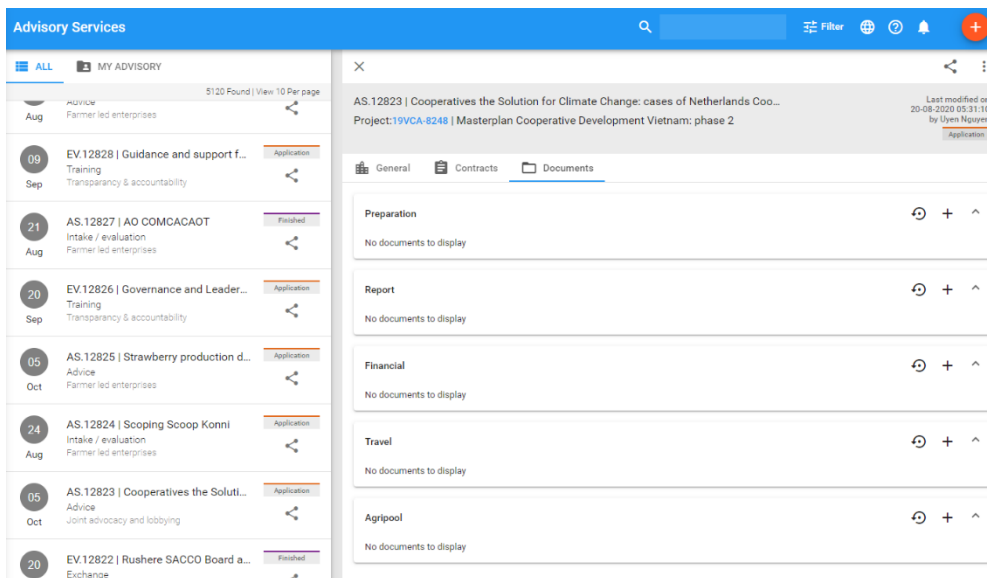 Advisory Services
Filter
ALL
MY ADVISORY
5120 Found | View 10 Per page
Advice
Aug
Farmer led enterprises
09
Sep
EV.12828 | Guidance and support f...
Training
Transparency & accountability
Application
21
Aug
AS.12827 | AO COMCACAOT
Intake / evaluation
Farmer led enterprises
Finished
20
Sep
EV.12826 | Governance and Leader...
Training
Transparency & accountability
Application
05
Oct
AS.12825 | Strawberry production d...
Advice
Farmer led enterprises
Application
24
Aug
AS.12824 | Scoping Scoop Konni
Intake / evaluation
Farmer led enterprises
Application
05
Oct
AS.12823 | Cooperatives the Soluti...
Advice
Joint advocacy and lobbying
Application
20
EV.12822 | Rushere SACCO Board a...
Exchange
Finished
AS.12823 | Cooperatives the Solution for Climate Change: cases of Netherlands Coo...
Project:19VCA-8248 | Masterplan Cooperative Development Vietnam: phase 2
Last modified on
20-08-2020 05:31:10
by Uyen Nguyen
Application
General
Contracts
Documents
Preparation
No documents to display
Report
No documents to display
Financial
No documents to display
Travel
No documents to display
Agripool
No documents to display